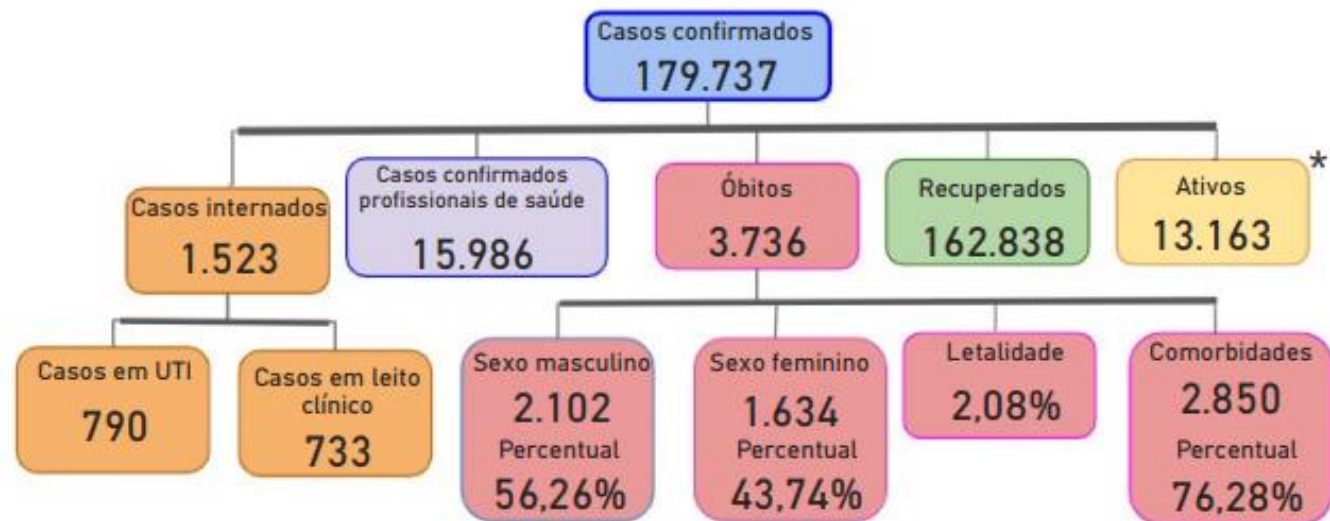 Casos confirmados
179.737
Casos internados
1.523
Casos confirmados
profissionais de saúde
15.986
Óbitos
3.736
Recuperados
162.838
Ativos
13.163
*
Casos em UTI
790
Casos em leito
clínico
733
Sexo masculino
2.102
Percentual
56,26%
Sexo feminino
1.634
Percentual
43,74%
Letalidade
2,08%
Comorbidades
2.850
Percentual
76,28%